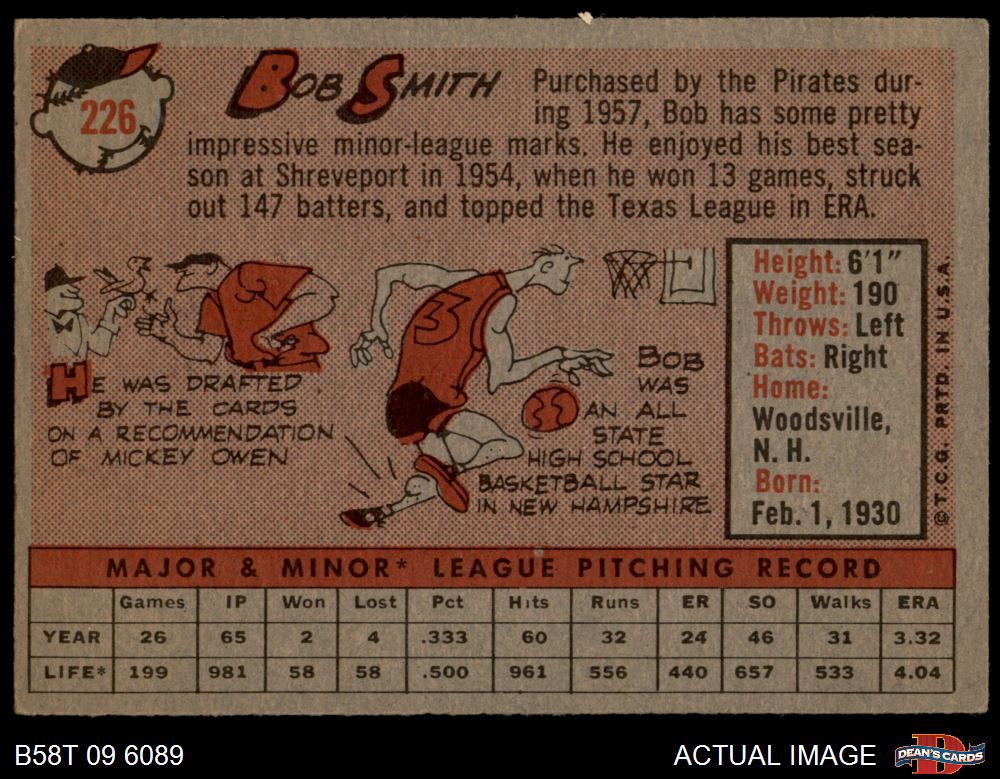 226
BOB SMITH
Purchased by the Pirates dur-
ing 1957, Bob has some pretty
impressive minor-league marks. He enjoyed his best sea-
son at Shreveport in 1954, when he won 13 games, struck
out 147 batters, and topped the Texas League in ERA.
HE WAS DRAFTED
BY THE CARDS
ON A RECOMMENDATION
OF MICKEY OWEN
3
33
BOB
WAS
AN ALL
STATE
HIGH SCHOOL
BASKETBALL STAR
IN NEW HAMPSHIRE
Height: 6'1"
Weight: 190
Throws: Left
Bats: Right
Home:
Woodsville,
N. H.
Born:
Feb. 1, 1930
© T.C.G. PRTD. IN U.S.A.
MAJOR & MINOR* LEAGUE PITCHING RECORD
Games IP Won Lost Pct Hits Runs ER SO Walks ERA
YEAR 26 65 2 4 .333 60 32 24 46 31 3.32
LIFE* 199 981 58 58 .500 961 556 440 657 533 4.04
B58T 09 6089
ACTUAL IMAGE
DEAN'S CARDS